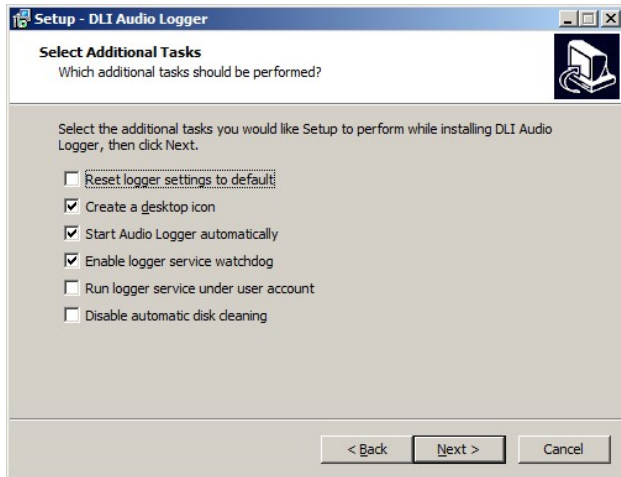 Setup - DLI Audio Logger
Select Additional Tasks
Which additional tasks should be performed?
Select the additional tasks you would like Setup to perform while installing DLI Audio
Logger, then click Next.
Reset logger settings to default
Create a desktop icon
Start Audio Logger automatically
Enable logger service watchdog
Run logger service under user account
Disable automatic disk cleaning
< Back Next > Cancel